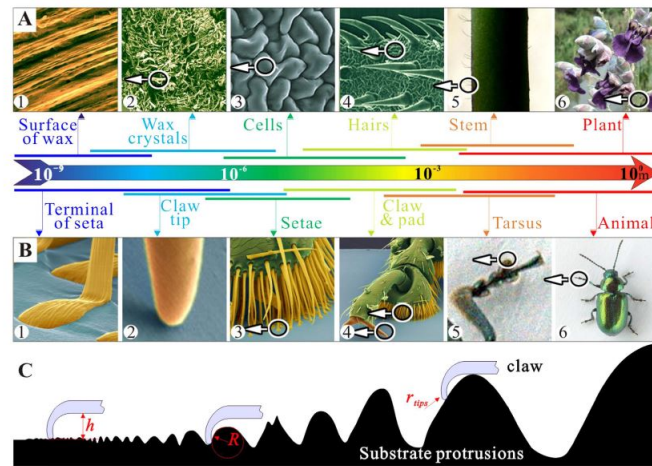 A
1 2 3 4 5 6
Surface of wax
Wax crystals
Cells
Hairs
Stem
Plant
10⁻⁹ 10⁻⁶ 10⁻³ 10⁰ m
Terminal of seta
Claw tip
Setae
Claw & pad
Tarsus
Animal
B
1 2 3 4 5 6
C
h
R
r tips
claw
Substrate protrusions